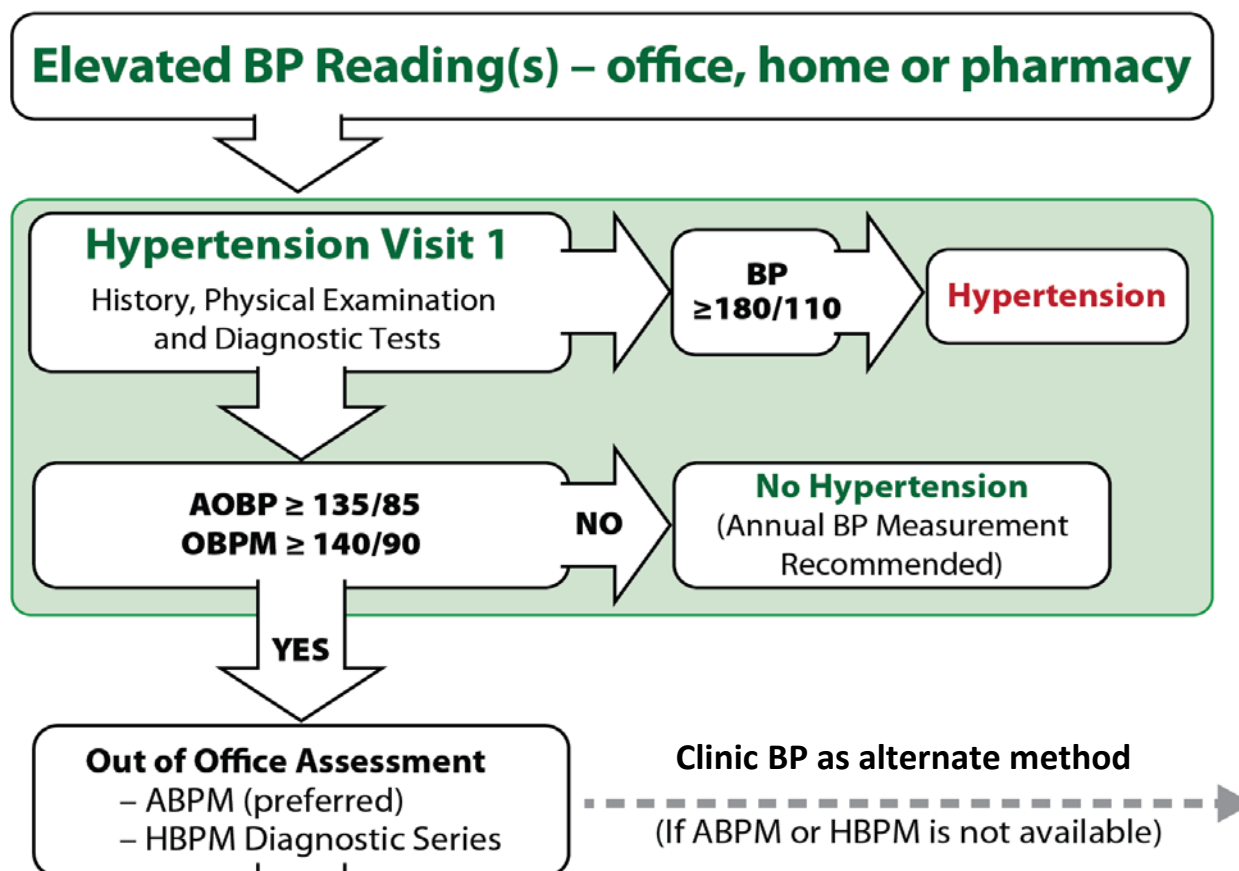 Elevated BP Reading(s) – office, home or pharmacy
Hypertension Visit 1
History, Physical Examination
and Diagnostic Tests
BP
≥180/110
Hypertension
AOBP ≥ 135/85
OBPM ≥ 140/90
NO
No Hypertension
(Annual BP Measurement
Recommended)
YES
Out of Office Assessment
– ABPM (preferred)
– HBPM Diagnostic Series
Clinic BP as alternate method
(If ABPM or HBPM is not available)